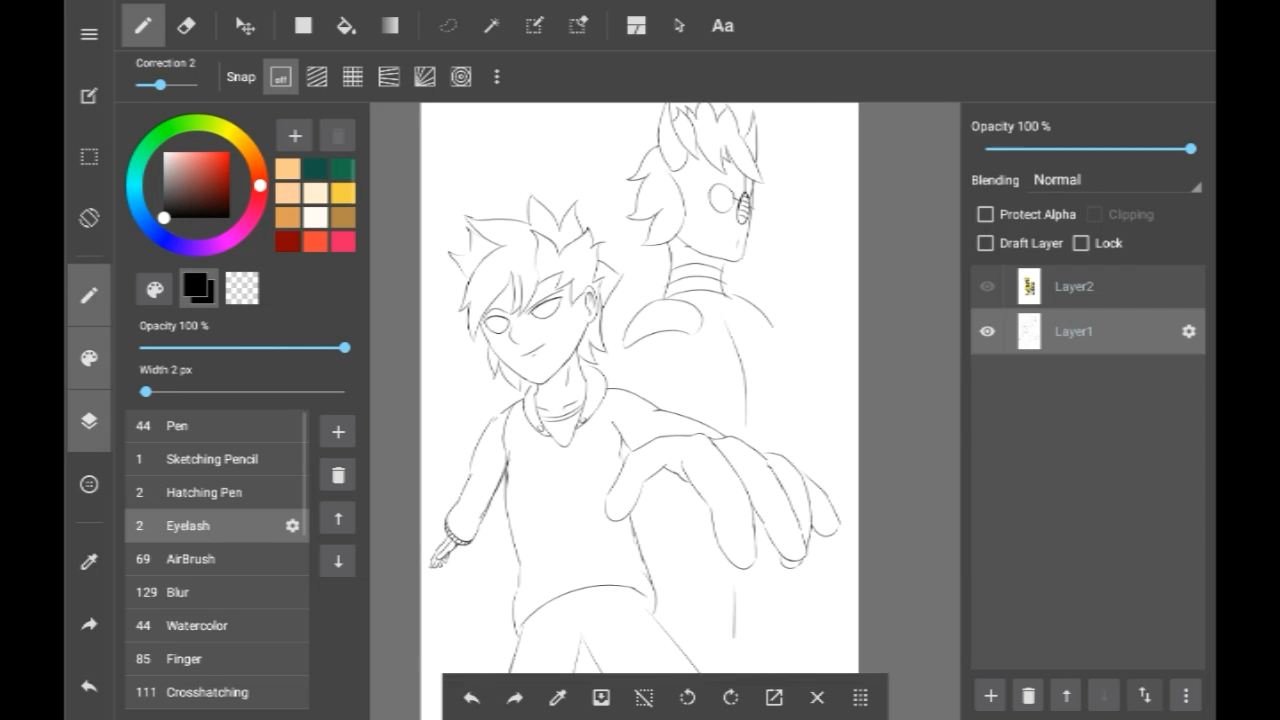 Aa
Correction 2
Snap
off
Opacity 100 %
Width 2 px
44 Pen
1 Sketching Pencil
2 Hatching Pen
2 Eyelash
69 AirBrush
129 Blur
44 Watercolor
85 Finger
111 Crosshatching
Opacity 100 %
Blending Normal
Protect Alpha Clipping
Draft Layer Lock
Layer2
Layer1